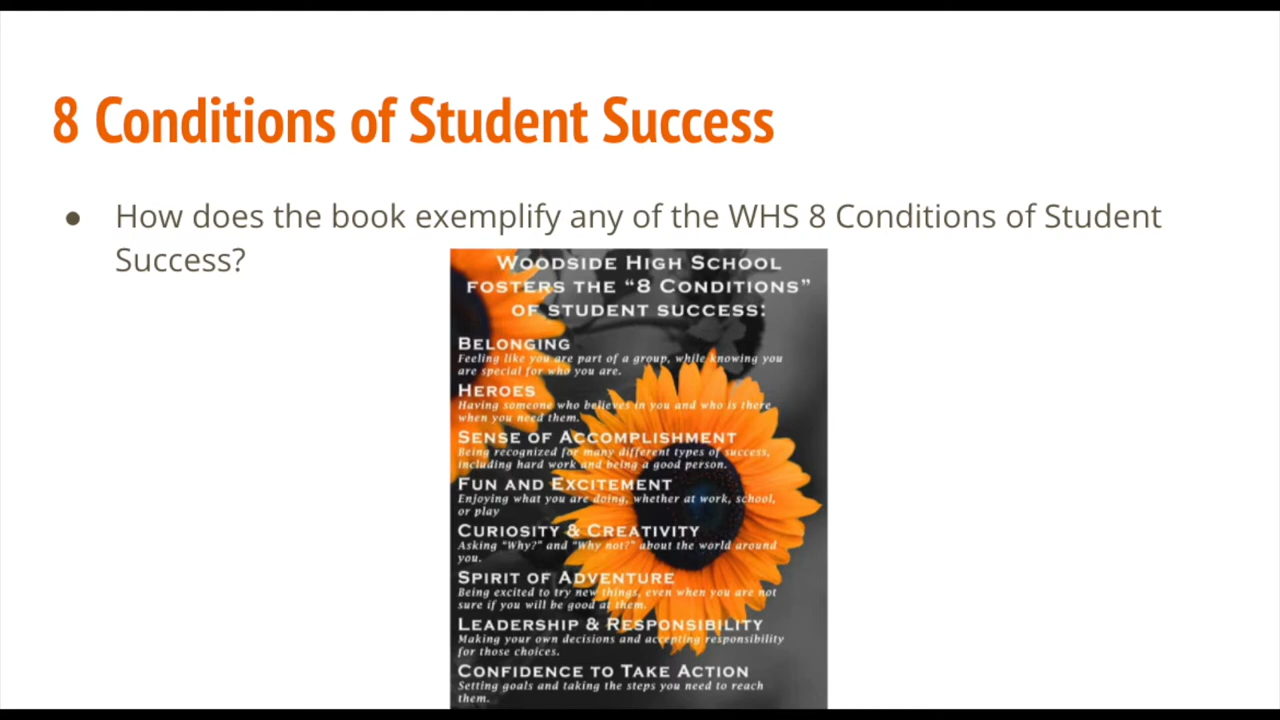 8 Conditions of Student Success
● How does the book exemplify any of the WHS 8 Conditions of Student
Success?
WOODSIDE HIGH SCHOOL
FOSTERS THE “8 CONDITIONS”
OF STUDENT SUCCESS:
BELONGING
Feeling like you are part of a group, while knowing you
are special for who you are.
HEROES
Having someone who believes in you and who is there
when you need them.
SENSE OF ACCOMPLISHMENT
Being recognized for many different types of success,
including hard work and being a good person.
FUN AND EXCITEMENT
Enjoying what you are doing, whether at work, school,
or play
CURIOSITY & CREATIVITY
Asking "Why?" and "Why not?" about the world around
you.
SPIRIT OF ADVENTURE
Being excited to try new things, even when you are not
sure if you will be good at them.
LEADERSHIP & RESPONSIBILITY
Making your own decisions and accepting responsibility
for those choices.
CONFIDENCE TO TAKE ACTION
Setting goals and taking the steps you need to reach
them.